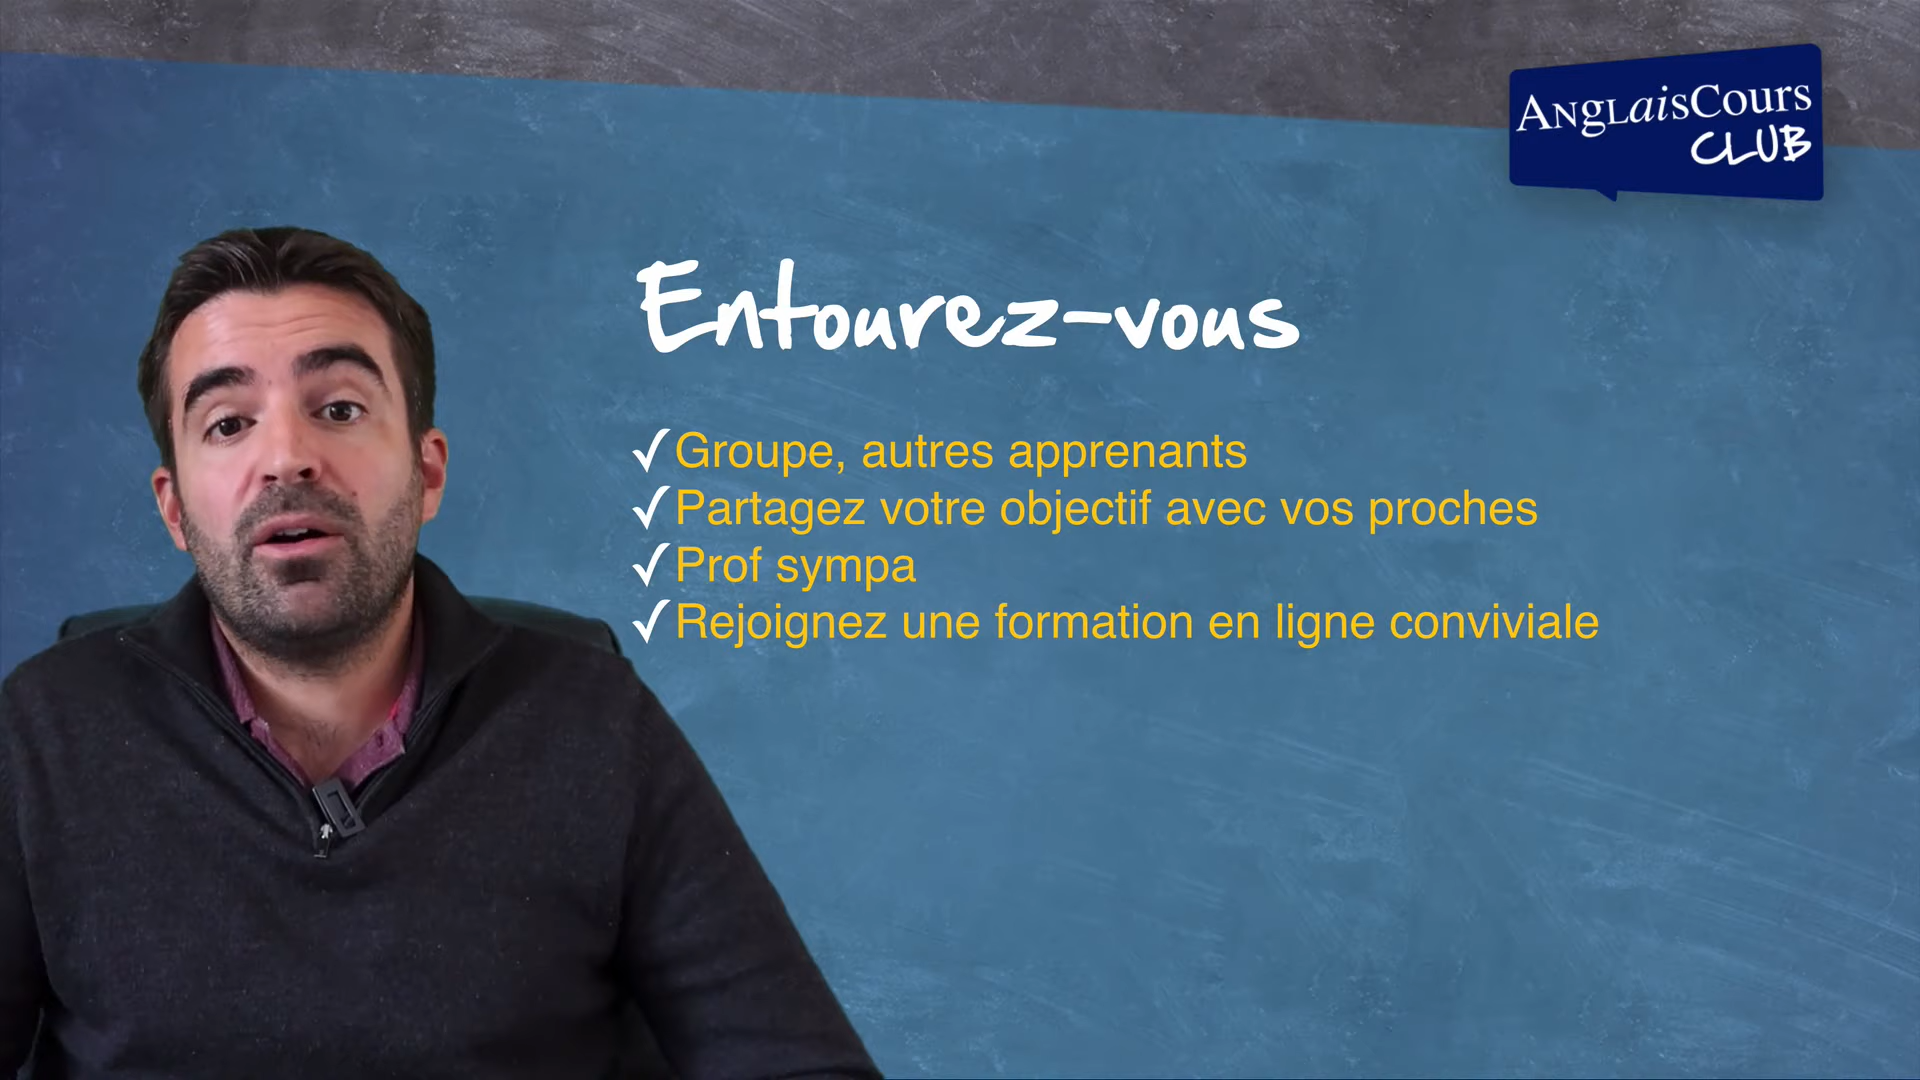 AngLaisCours
CLUB
Entourez-vous
✓Groupe, autres apprenants
✓Partagez votre objectif avec vos proches
✓Prof sympa
✓Rejoignez une formation en ligne conviviale